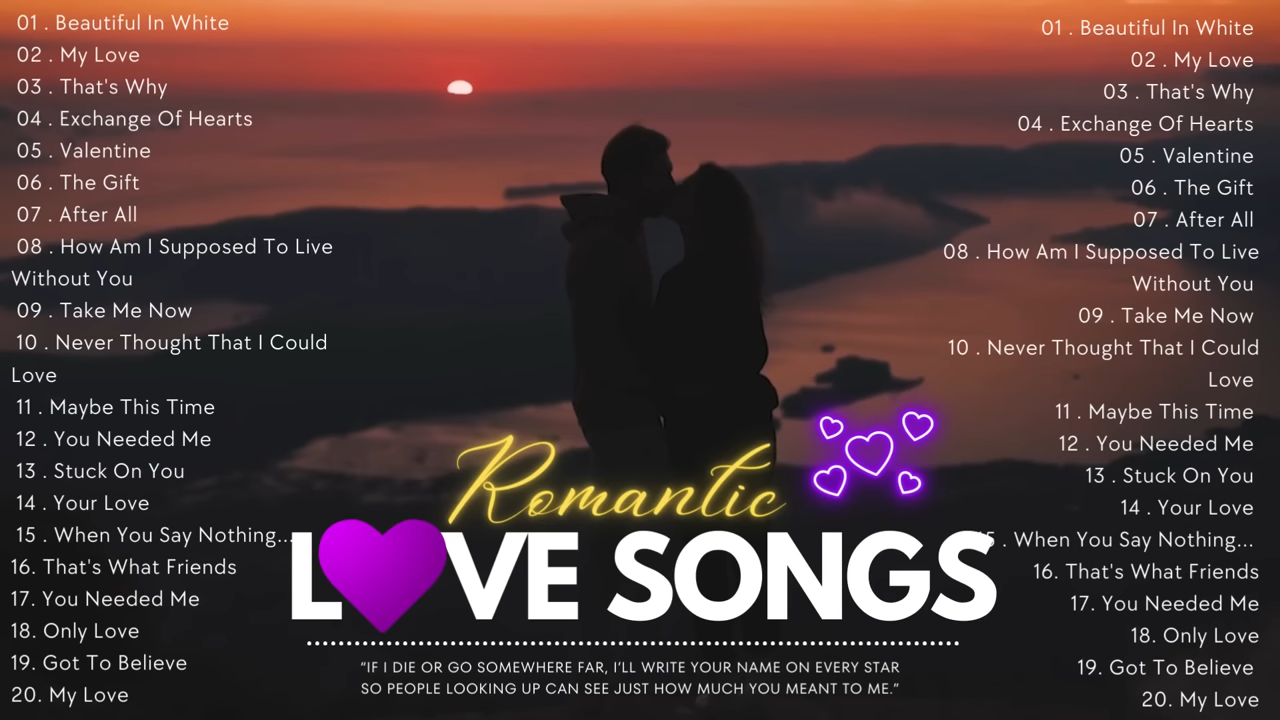 01 . Beautiful In White
02 . My Love
03 . That's Why
04 . Exchange Of Hearts
05 . Valentine
06 . The Gift
07 . After All
08 . How Am I Supposed To Live
Without You
09 . Take Me Now
10 . Never Thought That I Could
Love
11 . Maybe This Time
12 . You Needed Me
13 . Stuck On You
14 . Your Love
15 . When You Say Nothing...
16. That's What Friends
17. You Needed Me
18. Only Love
19. Got To Believe
20. My Love
Romantic
L💜VE SONGS
“IF I DIE OR GO SOMEWHERE FAR, I’LL WRITE YOUR NAME ON EVERY STAR
SO PEOPLE LOOKING UP CAN SEE JUST HOW MUCH YOU MEANT TO ME.”
01 . Beautiful In White
02 . My Love
03 . That's Why
04 . Exchange Of Hearts
05 . Valentine
06 . The Gift
07 . After All
08 . How Am I Supposed To Live
Without You
09 . Take Me Now
10 . Never Thought That I Could
Love
11 . Maybe This Time
12 . You Needed Me
13 . Stuck On You
14 . Your Love
5 . When You Say Nothing...
16. That's What Friends
17. You Needed Me
18. Only Love
19. Got To Believe
20. My Love